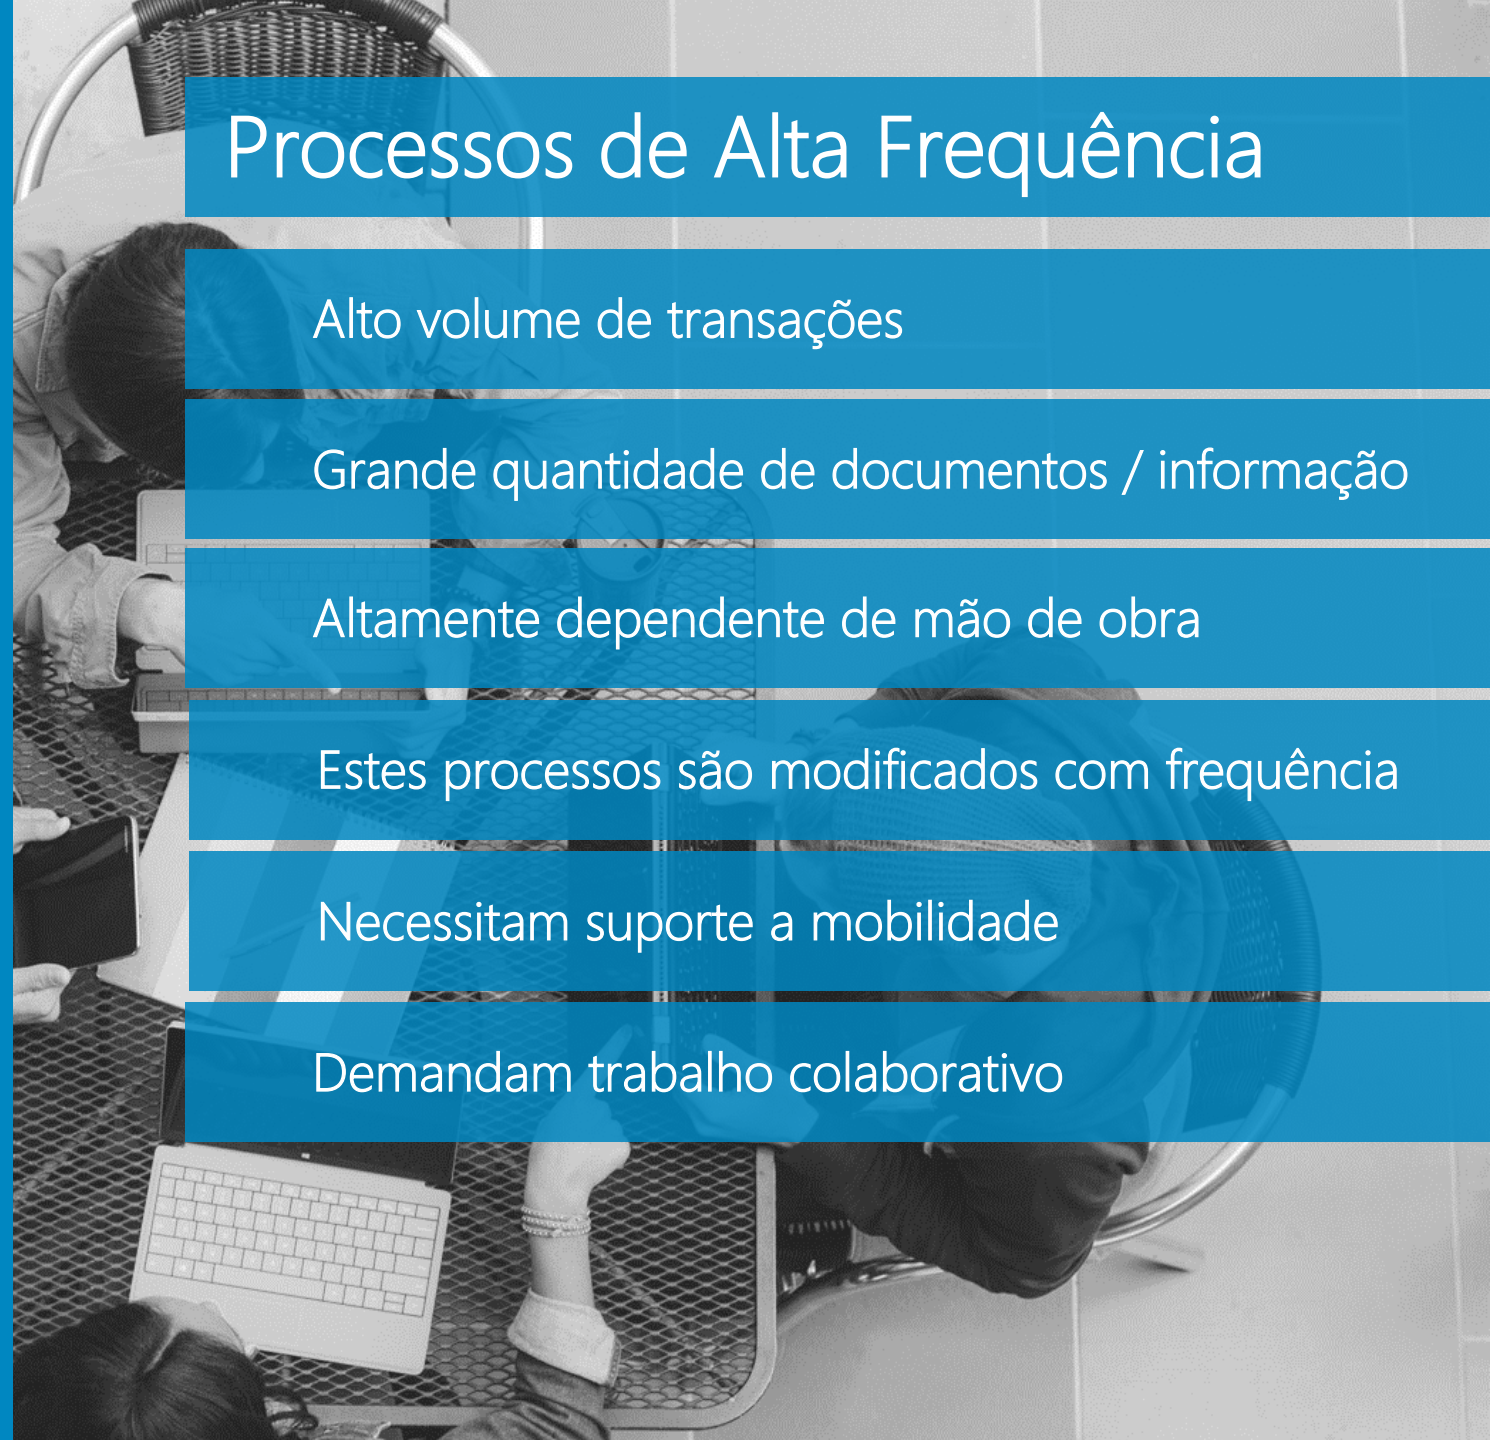 Processos de Alta Frequência
Alto volume de transações
Grande quantidade de documentos / informação
Altamente dependente de mão de obra
Estes processos são modificados com frequência
Necessitam suporte a mobilidade
Demandam trabalho colaborativo